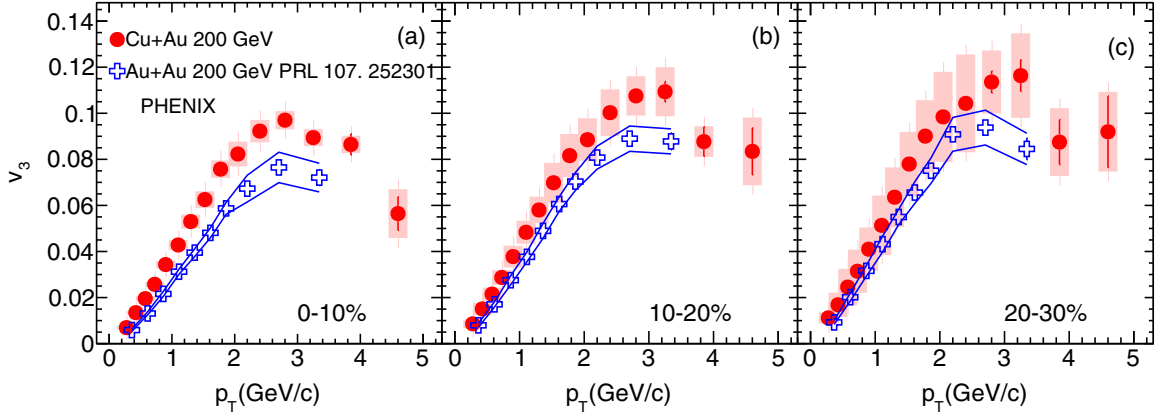 0.14
0.12
0.1
0.08
0.06
0.04
0.02
0
v3
Cu+Au 200 GeV
Au+Au 200 GeV PRL 107. 252301
PHENIX
(a)
(b)
(c)
0-10%
10-20%
20-30%
0 1 2 3 4 5
0 1 2 3 4 5
0 1 2 3 4 5
pT(GeV/c)
pT(GeV/c)
pT(GeV/c)